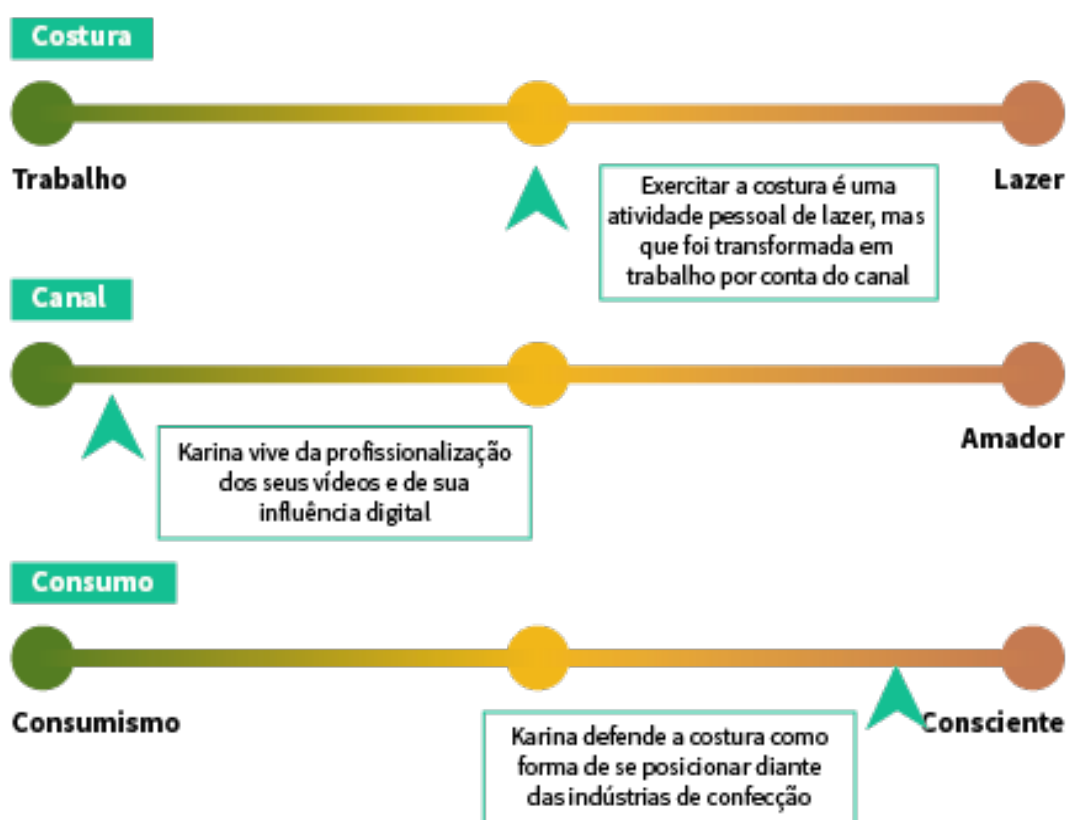 Costura
Trabalho
Lazer
Exercitar a costura é uma
atividade pessoal de lazer, mas
que foi transformada em
trabalho por conta do canal
Canal
Amador
Karina vive da profissionalização
dos seus vídeos e de sua
influência digital
Consumo
Consumismo
Consciente
Karina defende a costura como
forma de se posicionar diante
das indústrias de confecção